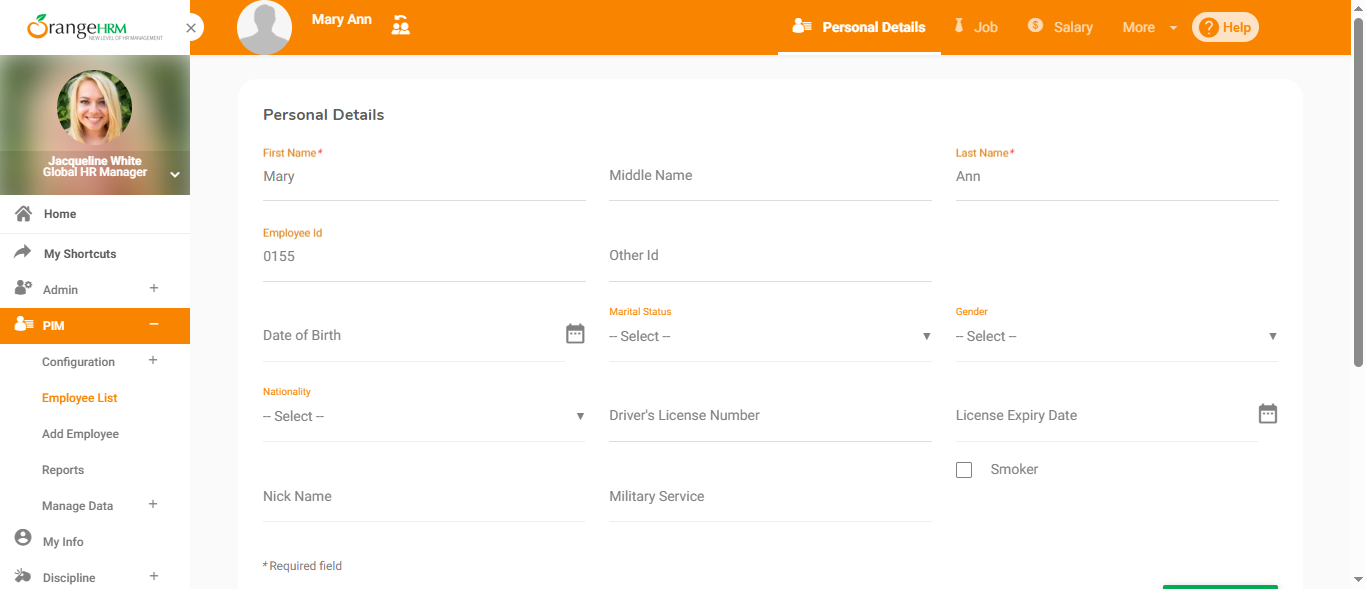 OrangeHRM
NEW LEVEL OF HR MANAGEMENT
Mary Ann
Personal Details
Job
Salary
More
Help
Jacqueline White
Global HR Manager
Home
My Shortcuts
Admin
PIM
Configuration
Employee List
Add Employee
Reports
Manage Data
My Info
Discipline
Personal Details
First Name*
Mary
Middle Name
Last Name*
Ann
Employee Id
0155
Other Id
Date of Birth
Marital Status
-- Select --
Gender
-- Select --
Nationality
-- Select --
Driver's License Number
License Expiry Date
Smoker
Nick Name
Military Service
* Required field